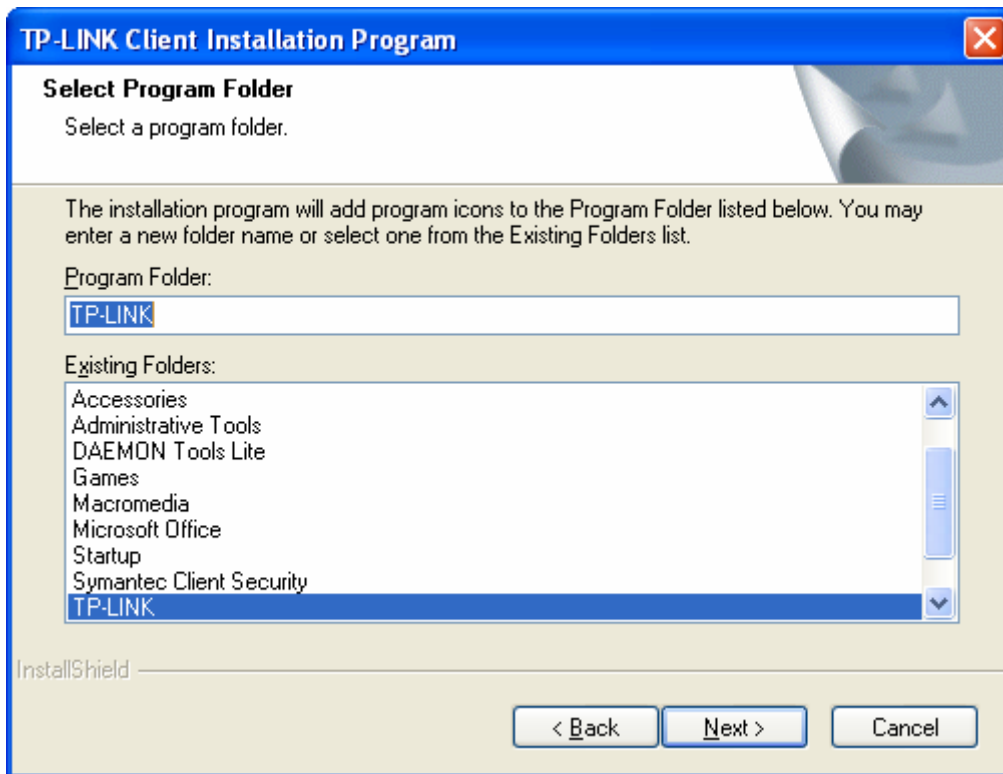 TP-LINK Client Installation Program
Select Program Folder
Select a program folder.
The installation program will add program icons to the Program Folder listed below. You may
enter a new folder name or select one from the Existing Folders list.
Program Folder:
TP-LINK
Existing Folders:
Accessories
Administrative Tools
DAEMON Tools Lite
Games
Macromedia
Microsoft Office
Startup
Symantec Client Security
TP-LINK
InstallShield
< Back Next > Cancel